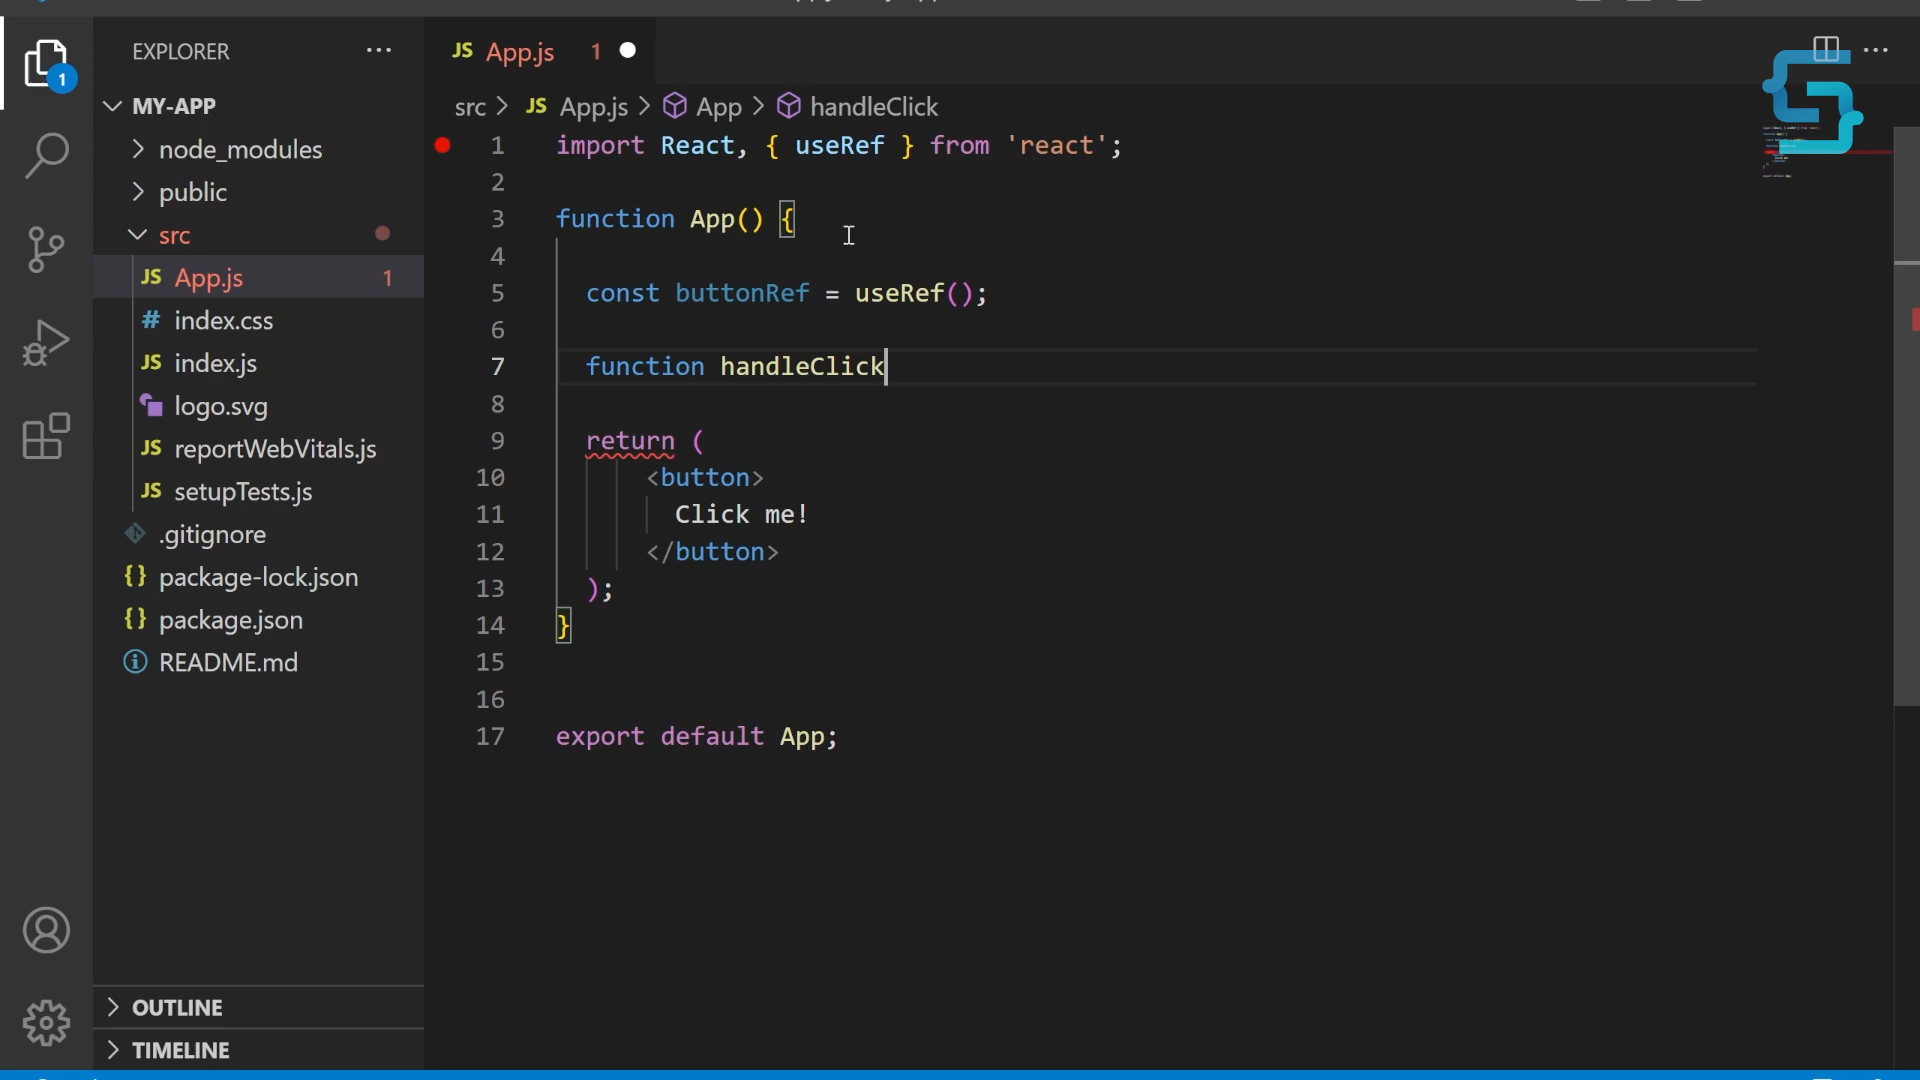 EXPLORER
MY-APP
node_modules
public
src
JS App.js 1
# index.css
JS index.js
logo.svg
JS reportWebVitals.js
JS setupTests.js
.gitignore
{} package-lock.json
{} package.json
README.md
OUTLINE
TIMELINE
1
JS App.js 1
src > JS App.js > App > handleClick
1 import React, { useRef } from 'react';
2
3 function App() {
4
5 const buttonRef = useRef();
6
7 function handleClick
8
9 return (
10 <button>
11 Click me!
12 </button>
13 );
14 }
15
16
17 export default App;